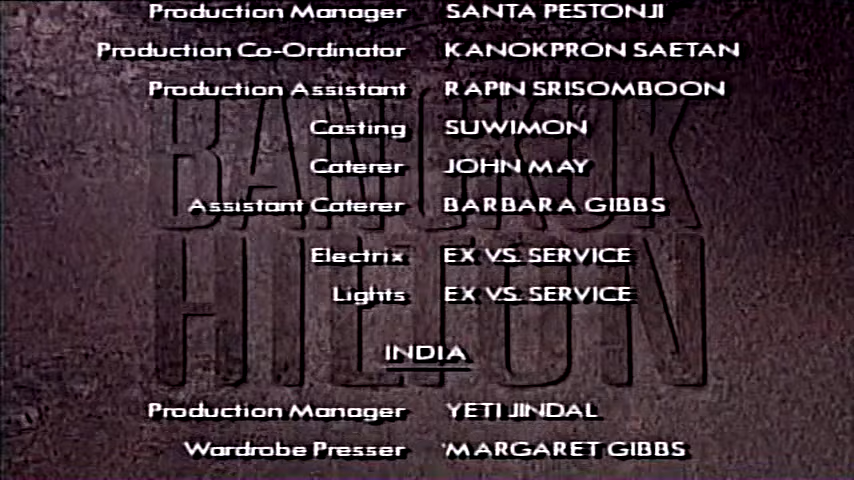 Production Manager SANTA PESTONJI
Production Co-Ordinator KANOKPRON SAETAN
Production Assistant RAPIN SRISOMBOON
Casting SUWIMON
Caterer JOHN MAY
Assistant Caterer BARBARA GIBBS
Electrix EX VS. SERVICE
Lights EX VS. SERVICE
INDIA
Production Manager YETI JINDAL
Wardrobe Presser MARGARET GIBBS
BANGKOK
HILTON